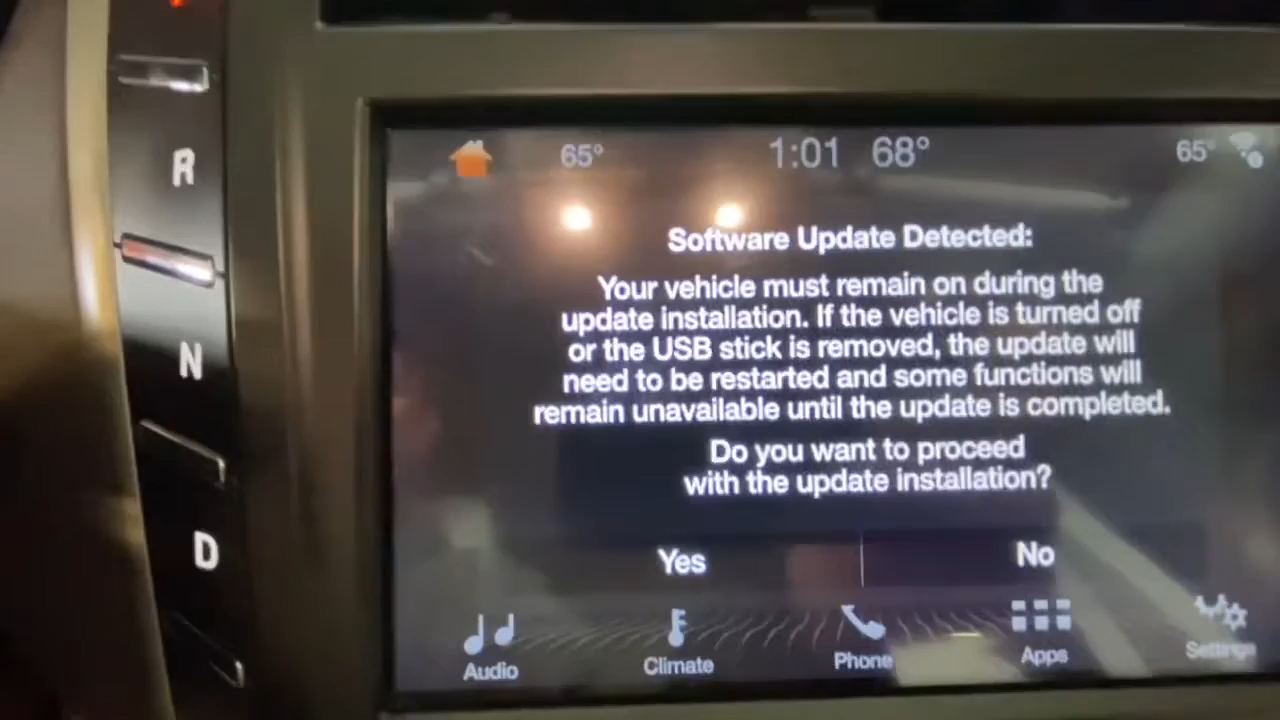 R
N
D
65° 1:01 68° 65°
Software Update Detected:
Your vehicle must remain on during the
update installation. If the vehicle is turned off
or the USB stick is removed, the update will
need to be restarted and some functions will
remain unavailable until the update is completed.
Do you want to proceed
with the update installation?
Yes No
Audio Climate Phone Apps Settings